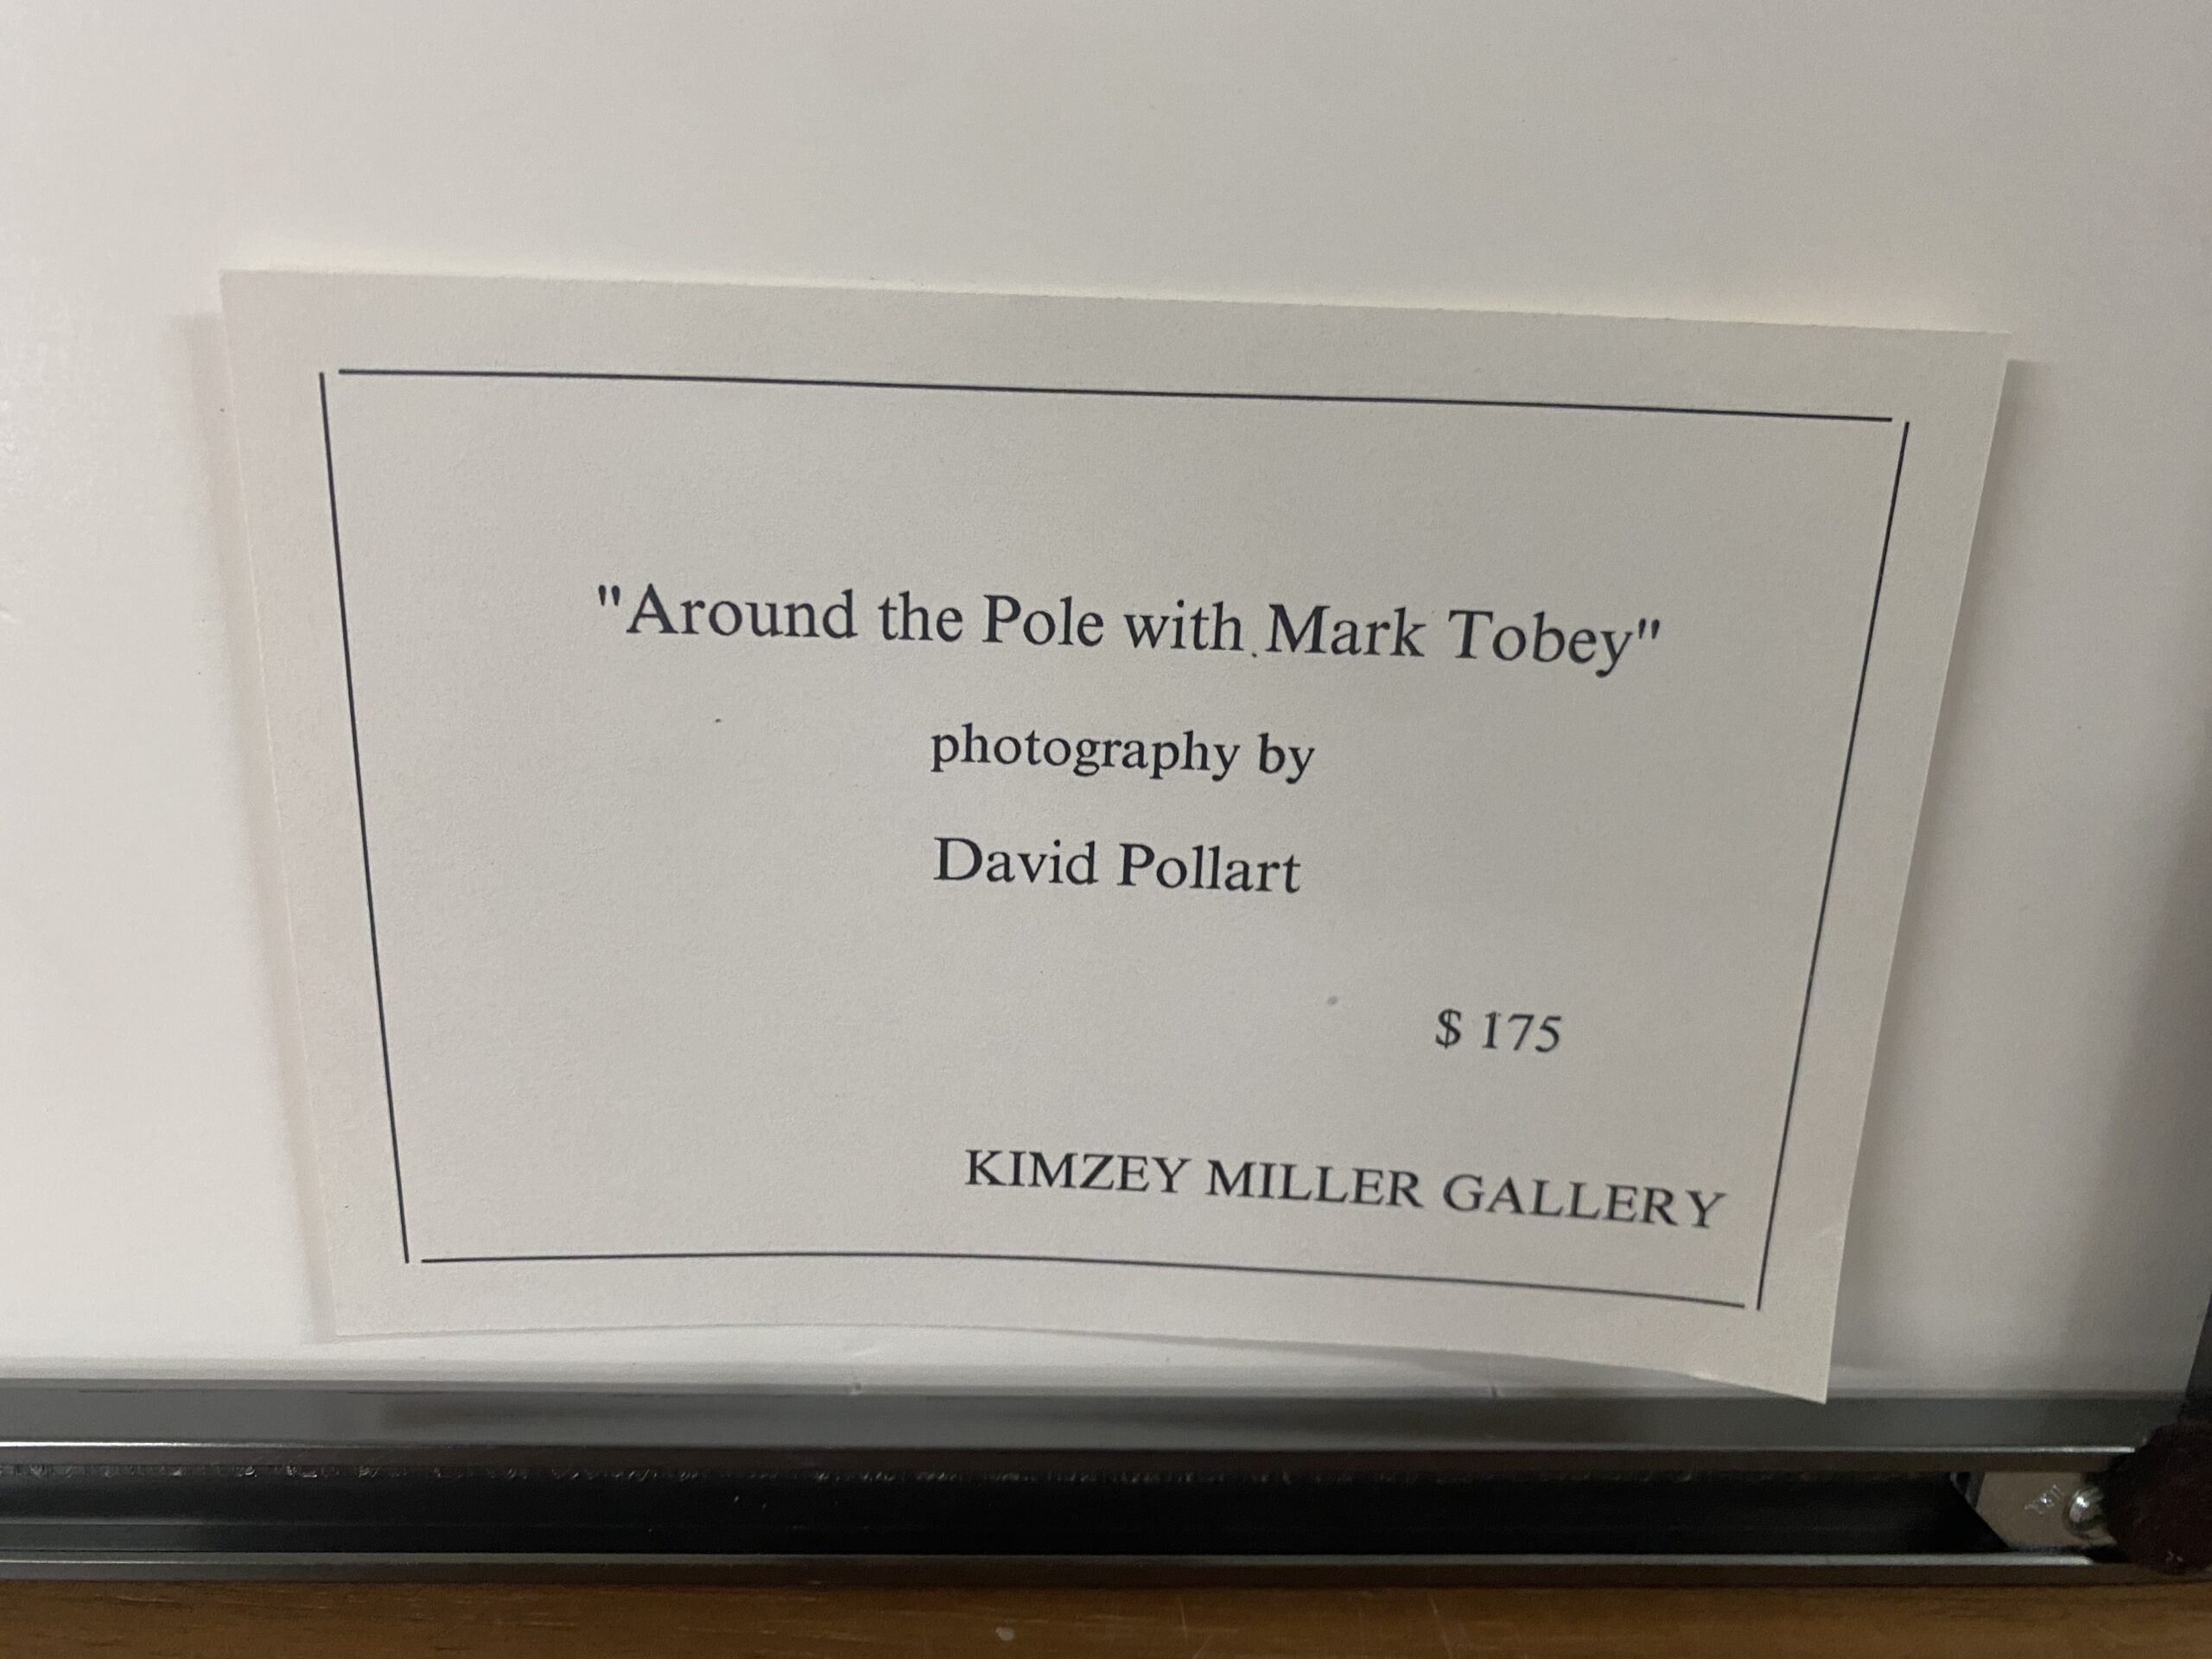 "Around the Pole with Mark Tobey"
photography by
David Pollart
$ 175
KIMZEY MILLER GALLERY